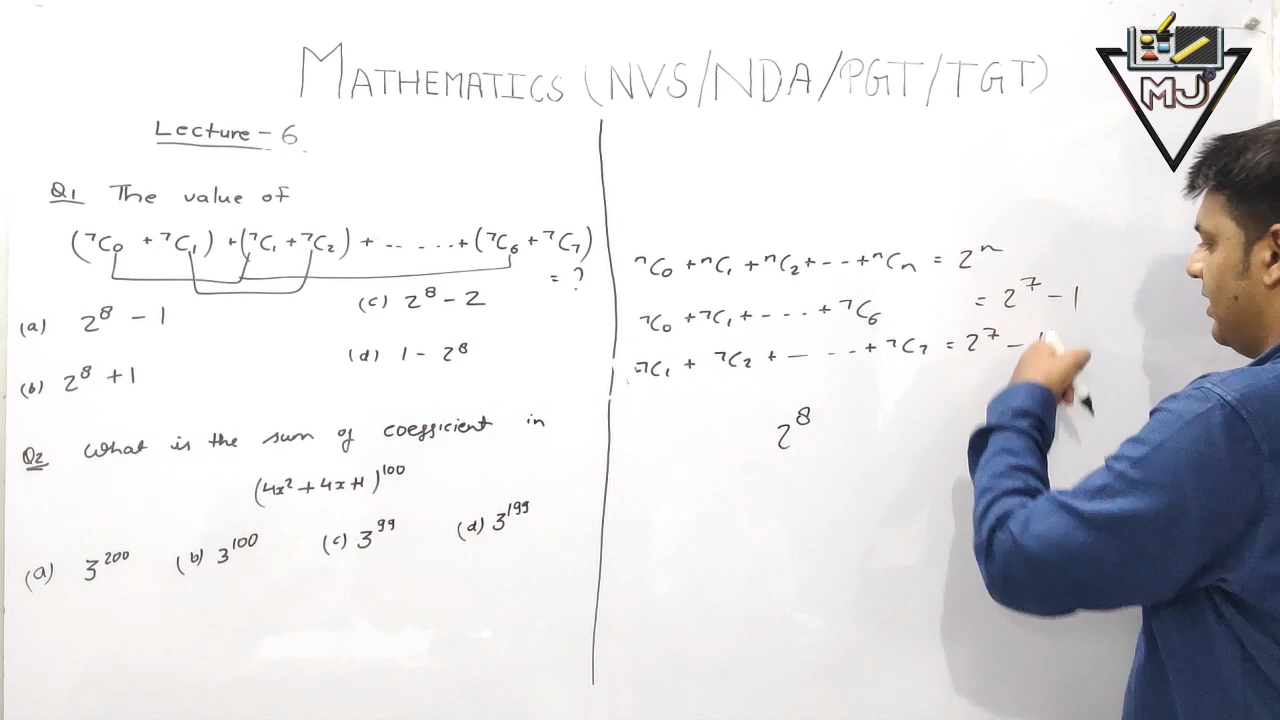 MATHEMATICS (NVS/NDA/PGT/TGT)
MJ
Lecture - 6
Q1 The value of
(⁷C₀ + ⁷C₁) + (⁷C₁ + ⁷C₂) + -- - ... + (⁷C₆ + ⁷C₇)
= ?
(a) 2⁸ - 1
(c) 2⁸ - 2
(b) 2⁸ + 1
(d) 1 - 2⁸
Q2 What is the sum of coefficient in
(4x² + 4x + 1)¹⁰⁰
(a) 3²⁰⁰ (b) 3¹⁰⁰ (c) 3⁹⁹ (d) 3¹⁹⁹
ⁿC₀ + ⁿC₁ + ⁿC₂ + - - + ⁿCₙ = 2ⁿ
⁷C₀ + ⁷C₁ + - - - . + ⁷C₆ = 2⁷ - 1
⁷C₁ + ⁷C₂ + - - - - + ⁷C₇ = 2⁷ -
2⁸